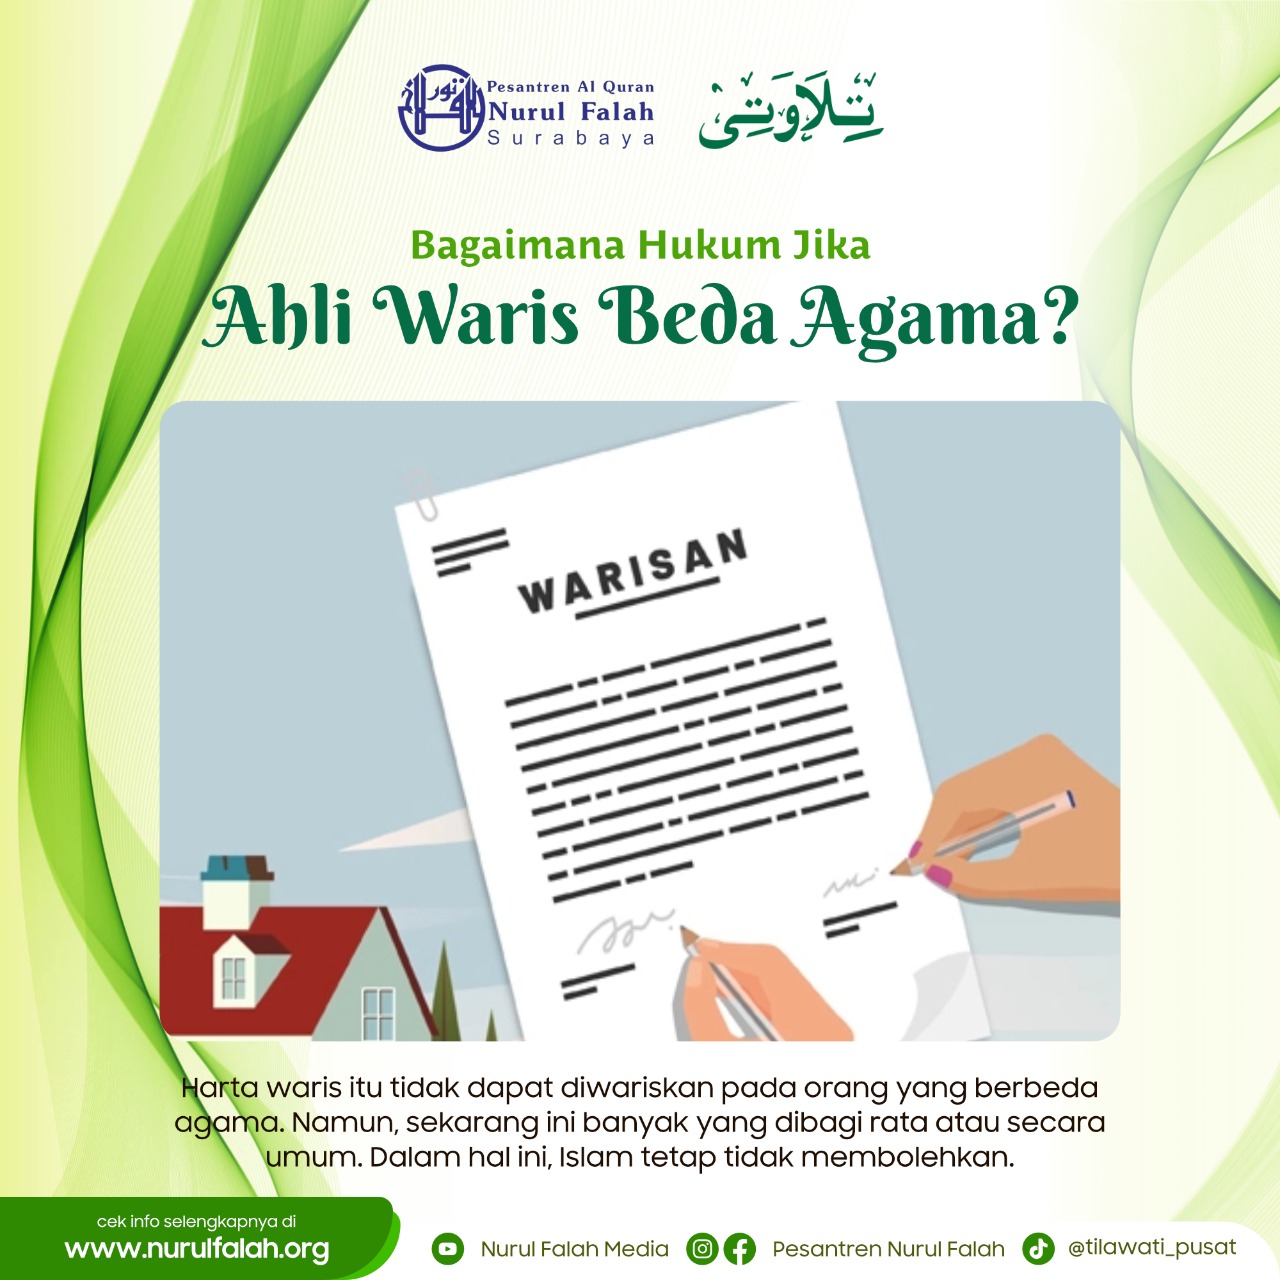 Pesantren Al Quran
Nurul Falah
Surabaya
تِلَاوَتِى
Bagaimana Hukum Jika
Ahli Waris Beda Agama?
WARISAN
Harta waris itu tidak dapat diwariskan pada orang yang berbeda
agama. Namun, sekarang ini banyak yang dibagi rata atau secara
umum. Dalam hal ini, Islam tetap tidak membolehkan.
cek info selengkapnya di
www.nurulfalah.org
Nurul Falah Media
Pesantren Nurul Falah
@tilawati_pusat